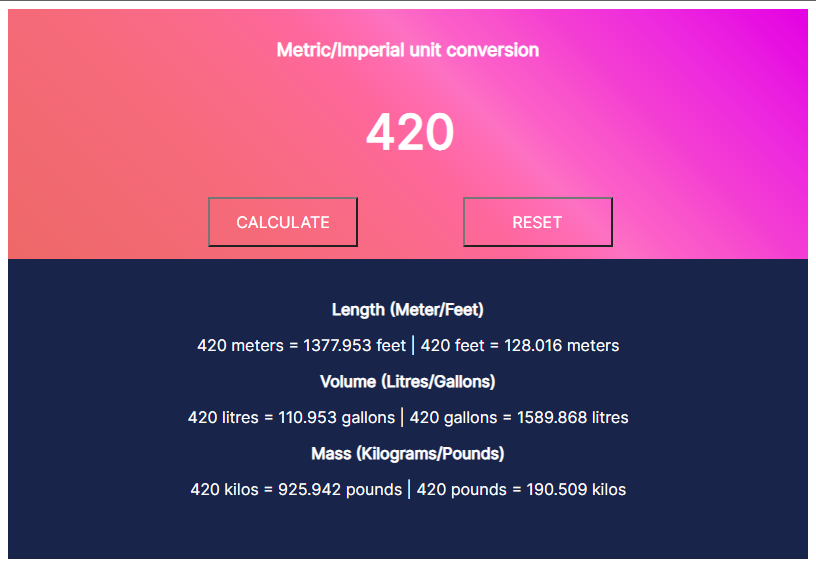 Metric/Imperial unit conversion
420
CALCULATE RESET
Length (Meter/Feet)
420 meters = 1377.953 feet | 420 feet = 128.016 meters
Volume (Litres/Gallons)
420 litres = 110.953 gallons | 420 gallons = 1589.868 litres
Mass (Kilograms/Pounds)
420 kilos = 925.942 pounds | 420 pounds = 190.509 kilos